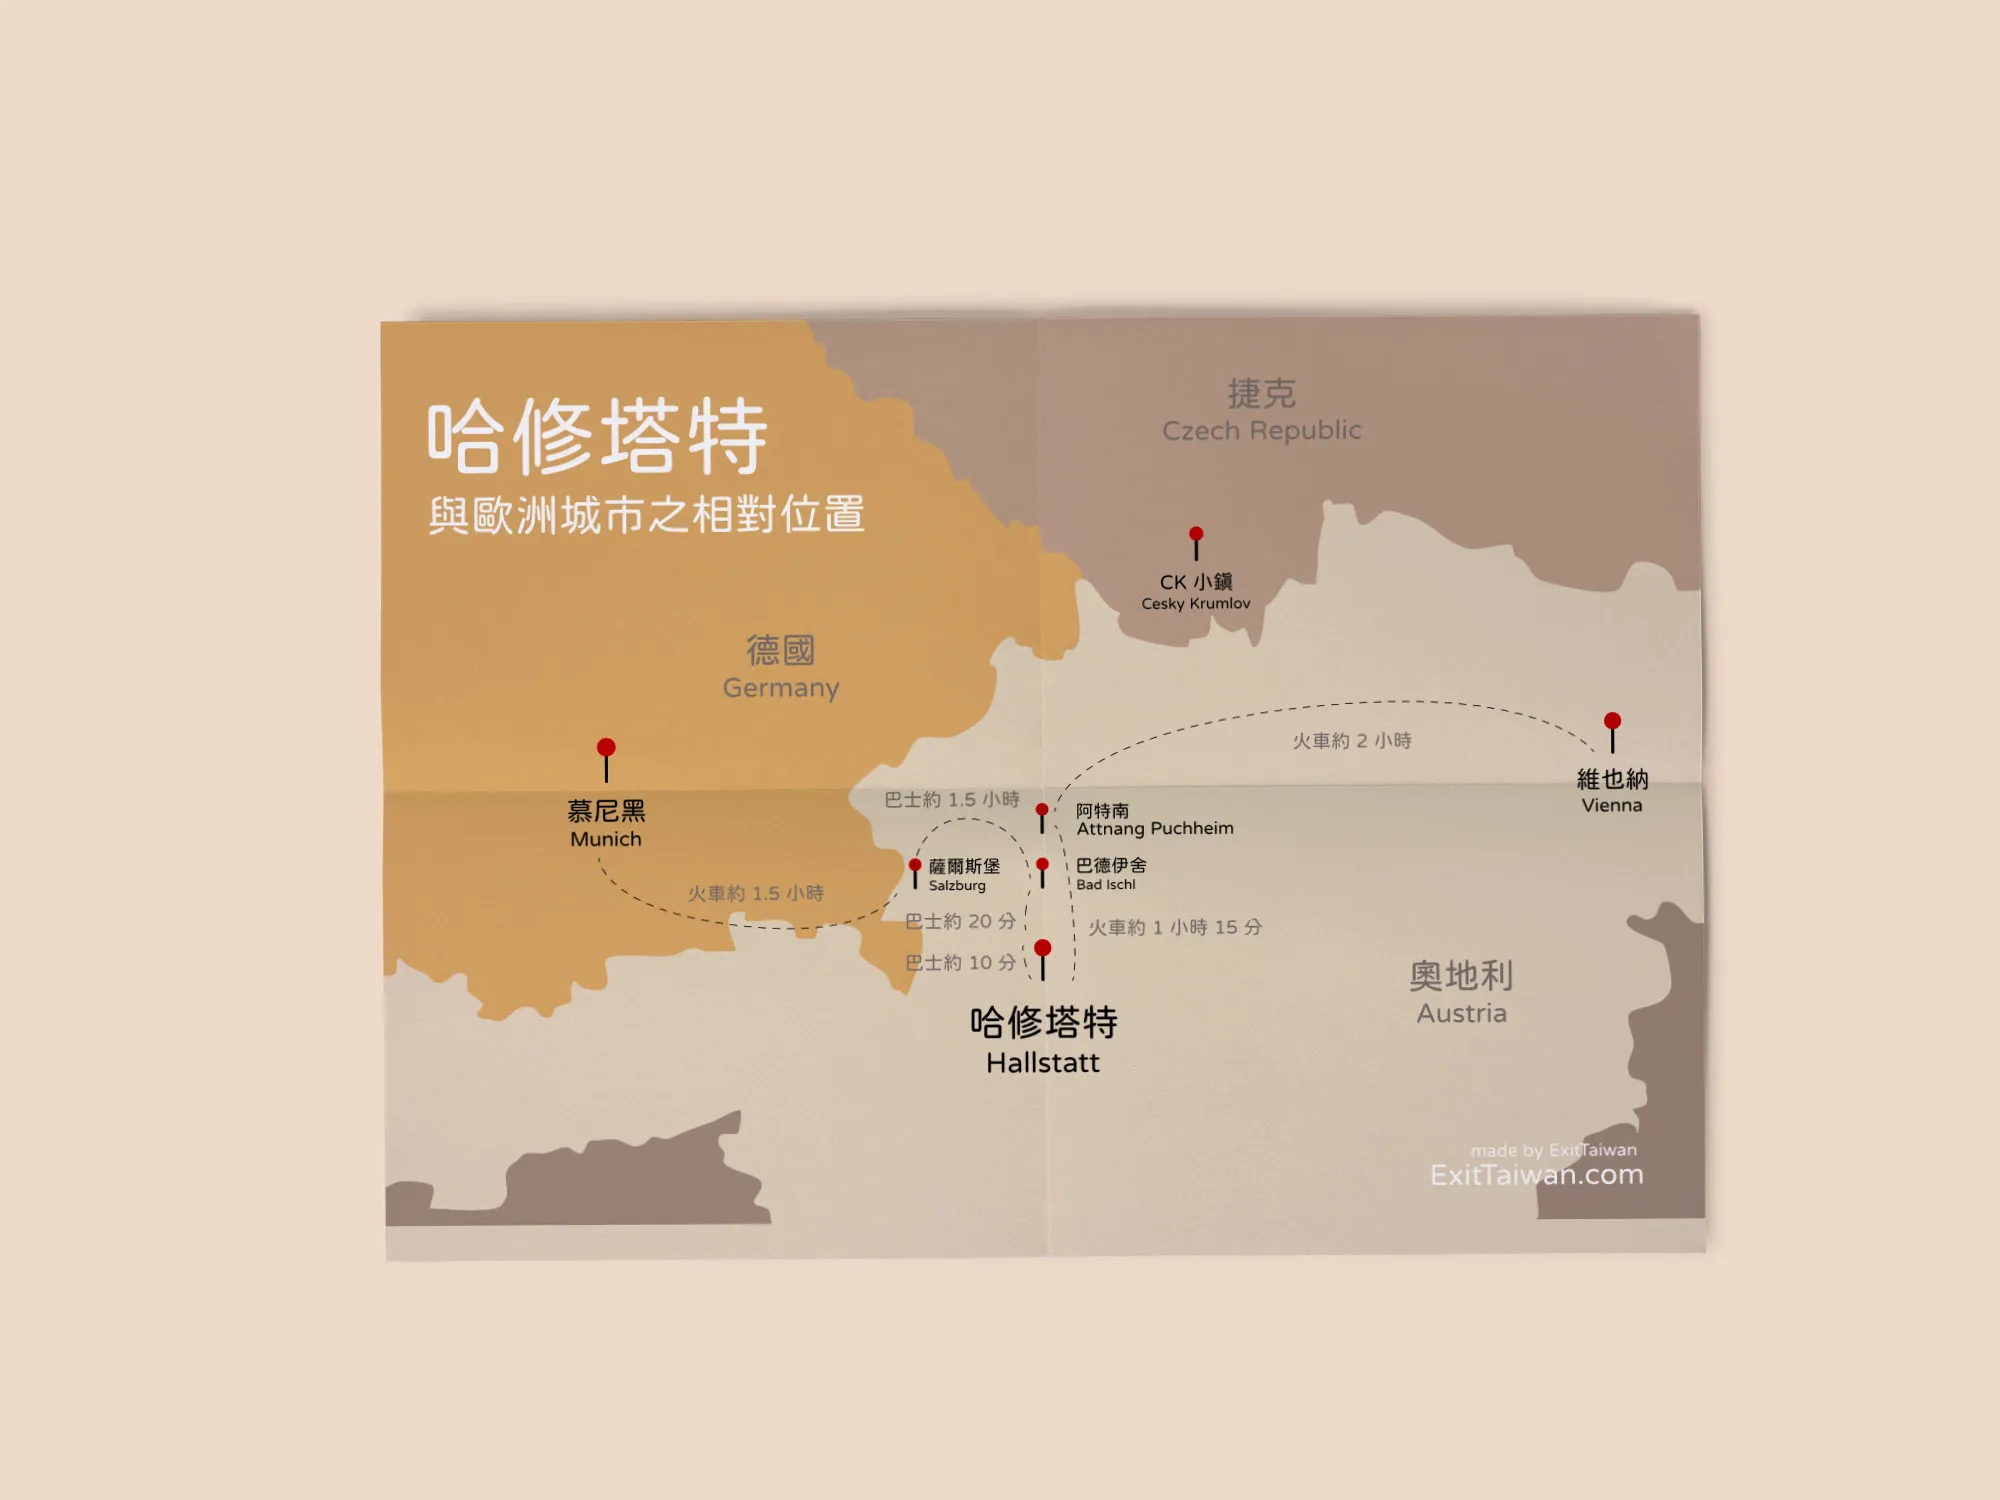 哈修塔特
與歐洲城市之相對位置
捷克
Czech Republic
CK 小鎮
Cesky Krumlov
德國
Germany
火車約 2 小時
維也納
Vienna
慕尼黑
Munich
巴士約 1.5 小時
阿特南
Attnang Puchheim
薩爾斯堡
Salzburg
巴德伊舍
Bad Ischl
火車約 1.5 小時
巴士約 20 分
火車約 1 小時 15 分
巴士約 10 分
奧地利
Austria
哈修塔特
Hallstatt
made by ExitTaiwan
ExitTaiwan.com